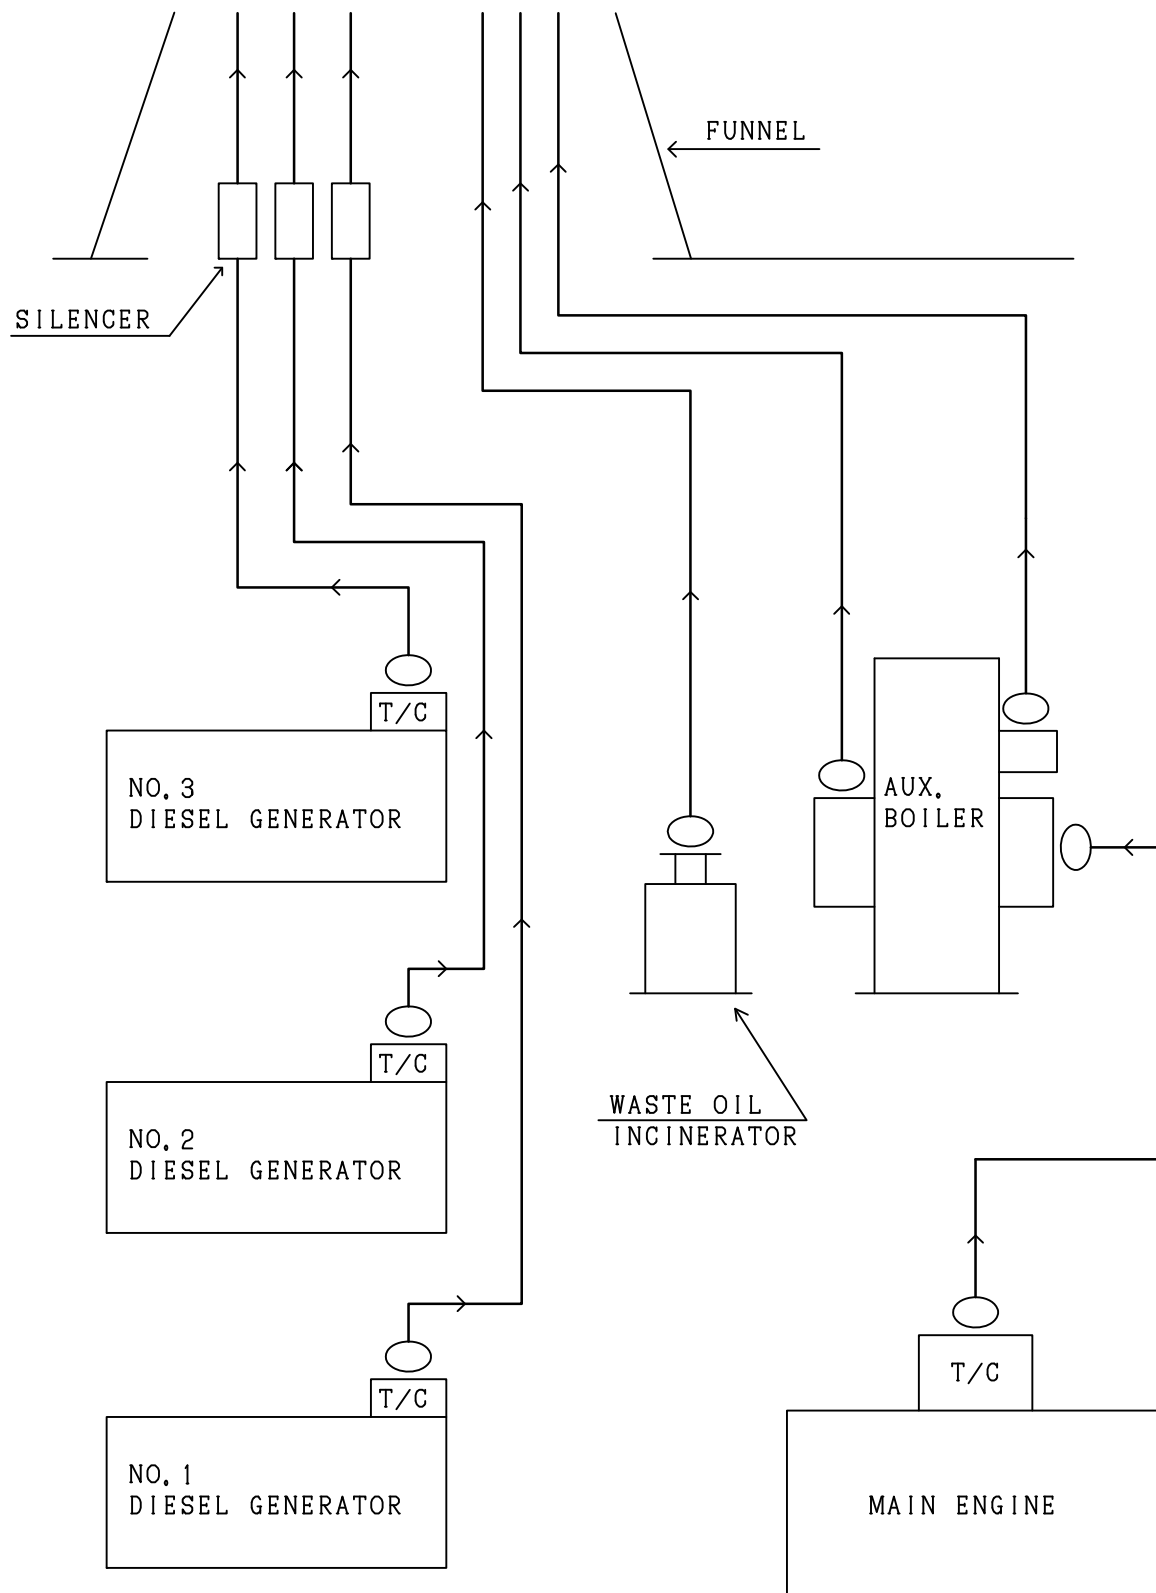 FUNNEL
SILENCER
T/C
NO. 3
DIESEL GENERATOR
AUX.
BOILER
T/C
WASTE OIL
INCINERATOR
NO. 2
DIESEL GENERATOR
T/C
T/C
NO. 1
DIESEL GENERATOR
MAIN ENGINE